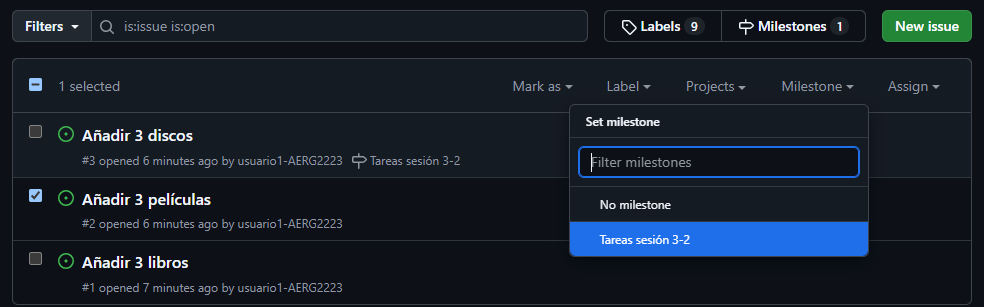 Filters is:issue is:open Labels 9 Milestones 1 New issue
1 selected Mark as Label Projects Milestone Assign
Set milestone
Filter milestones
No milestone
Tareas sesión 3-2
Añadir 3 discos
#3 opened 6 minutes ago by usuario1-AERG2223 Tareas sesión 3-2
Añadir 3 películas
#2 opened 6 minutes ago by usuario1-AERG2223
Añadir 3 libros
#1 opened 7 minutes ago by usuario1-AERG2223